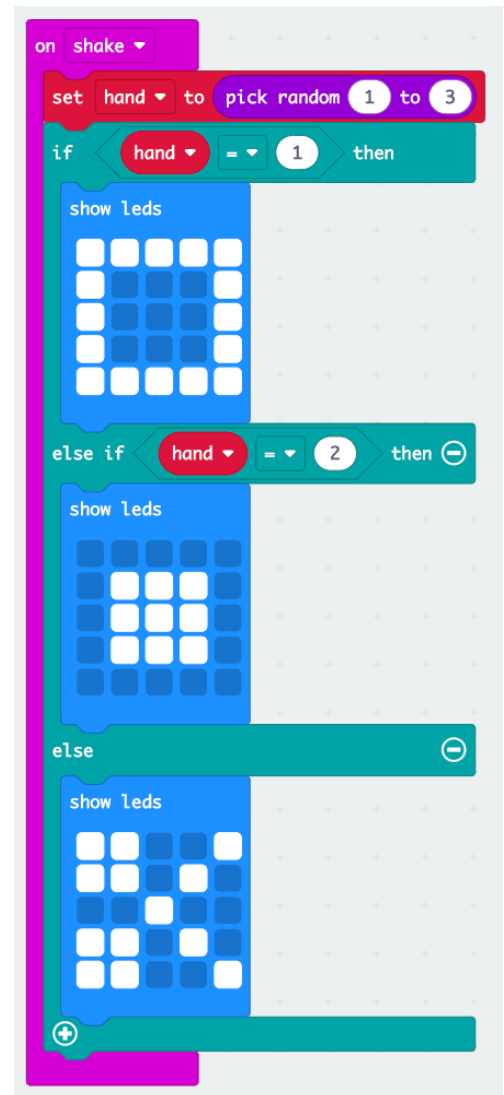 on shake
set hand to pick random 1 to 3
if hand = 1 then
show leds
else if hand = 2 then
show leds
else
show leds